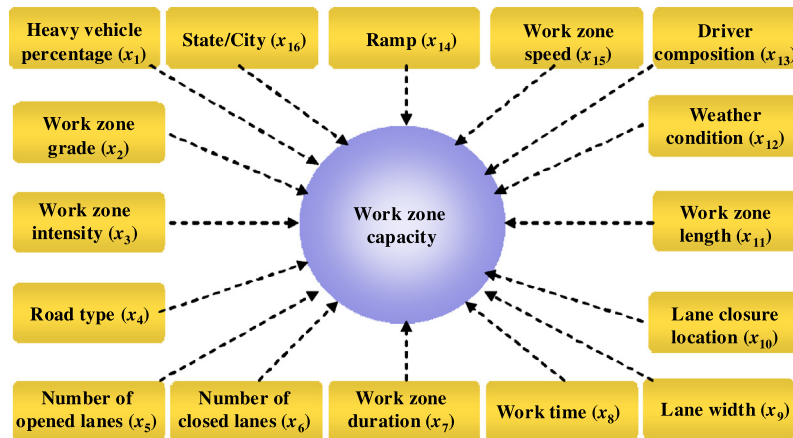 Heavy vehicle
percentage (x1)
State/City (x16)
Ramp (x14)
Work zone
speed (x15)
Driver
composition (x13)
Work zone
grade (x2)
Weather
condition (x12)
Work zone
intensity (x3)
Work zone
capacity
Work zone
length (x11)
Road type (x4)
Lane closure
location (x10)
Number of
opened lanes (x5)
Number of
closed lanes (x6)
Work zone
duration (x7)
Work time (x8)
Lane width (x9)